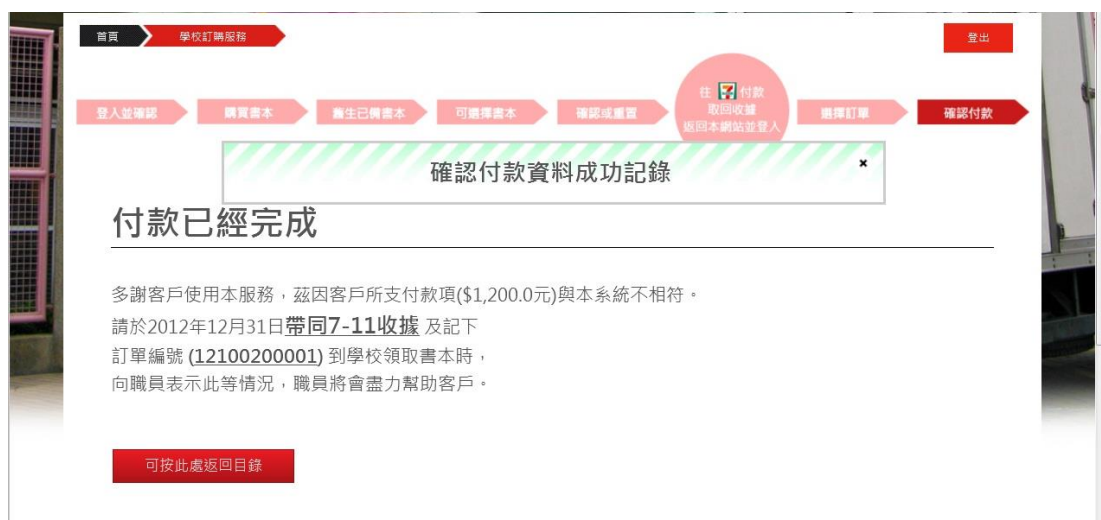 首頁
學校訂購服務
登出
登入並確認
購買書本
舊生已備書本
可選擇書本
確認或重置
往 7 付款
取回收據
返回本網站並登入
選擇訂單
確認付款
確認付款資料成功記錄
×
付款已經完成
多謝客戶使用本服務，茲因客戶所支付款項($1,200.0元)與本系統不相符。
請於2012年12月31日帶同7-11收據 及記下
訂單編號 (12100200001) 到學校領取書本時，
向職員表示此等情況，職員將會盡力幫助客戶。
可按此處返回目錄